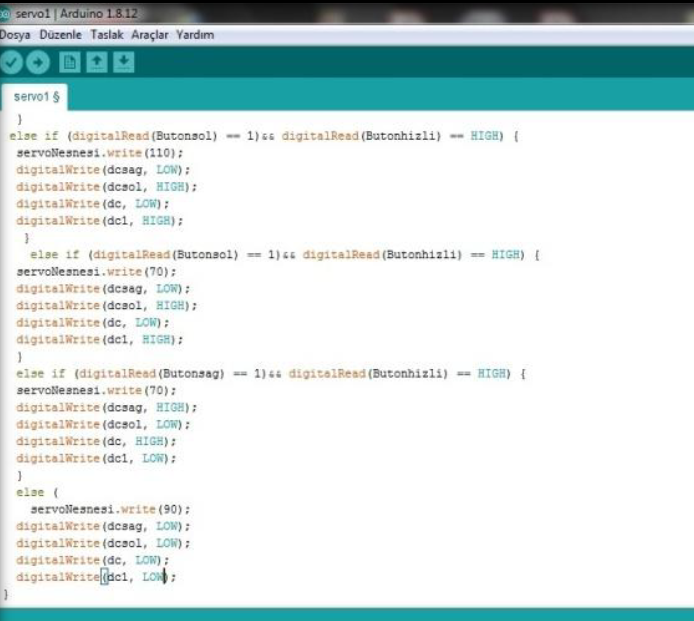 servo1 | Arduino 1.8.12
Dosya Düzenle Taslak Araçlar Yardım
servo1 §
}
else if (digitalRead(Butonsol) == 1)&& digitalRead(Butonhizli) == HIGH) {
servoNesnesi.write(110);
digitalWrite(dcsag, LOW);
digitalWrite(dcsol, HIGH);
digitalWrite(dc, LOW);
digitalWrite(dc1, HIGH);
}
else if (digitalRead(Butonsol) == 1)&& digitalRead(Butonhizli) == HIGH) {
servoNesnesi.write(70);
digitalWrite(dcsag, LOW);
digitalWrite(dcsol, HIGH);
digitalWrite(dc, LOW);
digitalWrite(dc1, HIGH);
}
else if (digitalRead(Butonsag) == 1)&& digitalRead(Butonhizli) == HIGH) {
servoNesnesi.write(70);
digitalWrite(dcsag, HIGH);
digitalWrite(dcsol, LOW);
digitalWrite(dc, HIGH);
digitalWrite(dc1, LOW);
}
else {
servoNesnesi.write(90);
digitalWrite(dcsag, LOW);
digitalWrite(dcsol, LOW);
digitalWrite(dc, LOW);
digitalWrite(dc1, LOW);
}